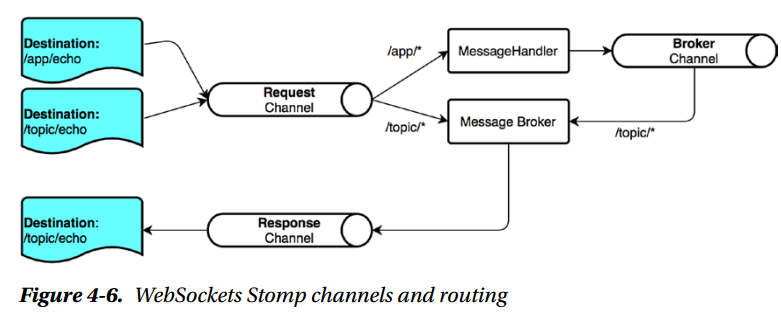 Destination:
/app/echo
Destination:
/topic/echo
Request
Channel
/app/*
/topic/*
MessageHandler
Message Broker
Broker
Channel
/topic/*
Destination:
/topic/echo
Response
Channel
Figure 4-6. WebSockets Stomp channels and routing